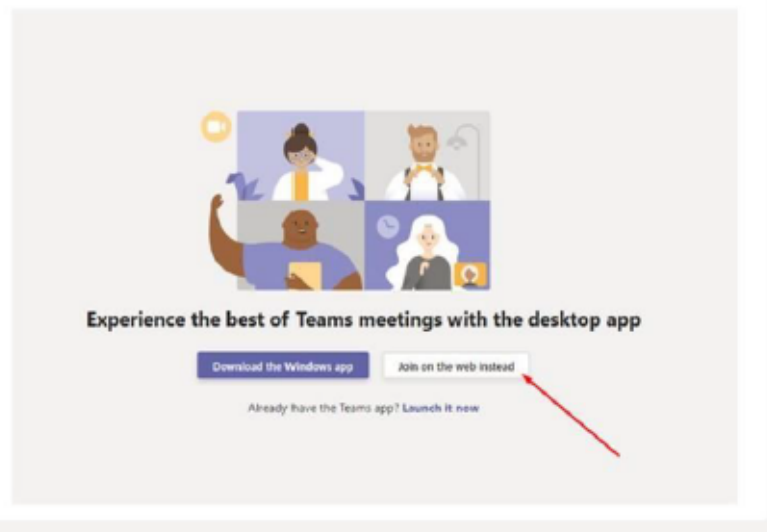 Experience the best of Teams meetings with the desktop app
Download the Windows app
Join on the web instead
Already have the Teams app? Launch it now